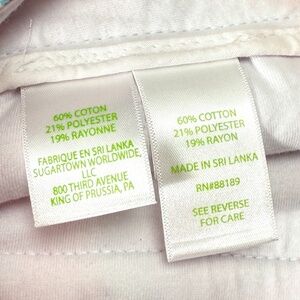 60% COTON
21% POLYESTER
19% RAYONNE
FABRIQUE EN SRI LANKA
SUGARTOWN WORLDWIDE,
LLC
800 THIRD AVENUE
KING OF PRUSSIA, PA
60% COTTON
21% POLYESTER
19% RAYON
MADE IN SRI LANKA
RN#88189
SEE REVERSE
FOR CARE